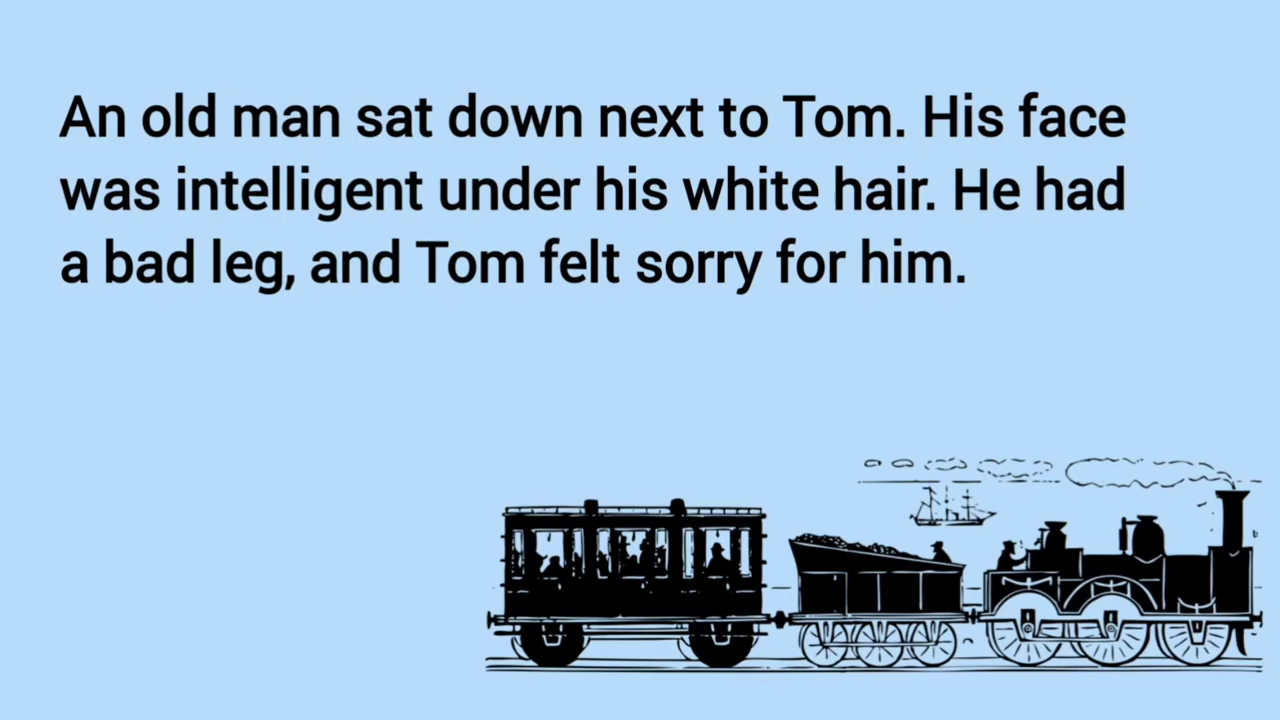 An old man sat down next to Tom. His face
was intelligent under his white hair. He had
a bad leg, and Tom felt sorry for him.